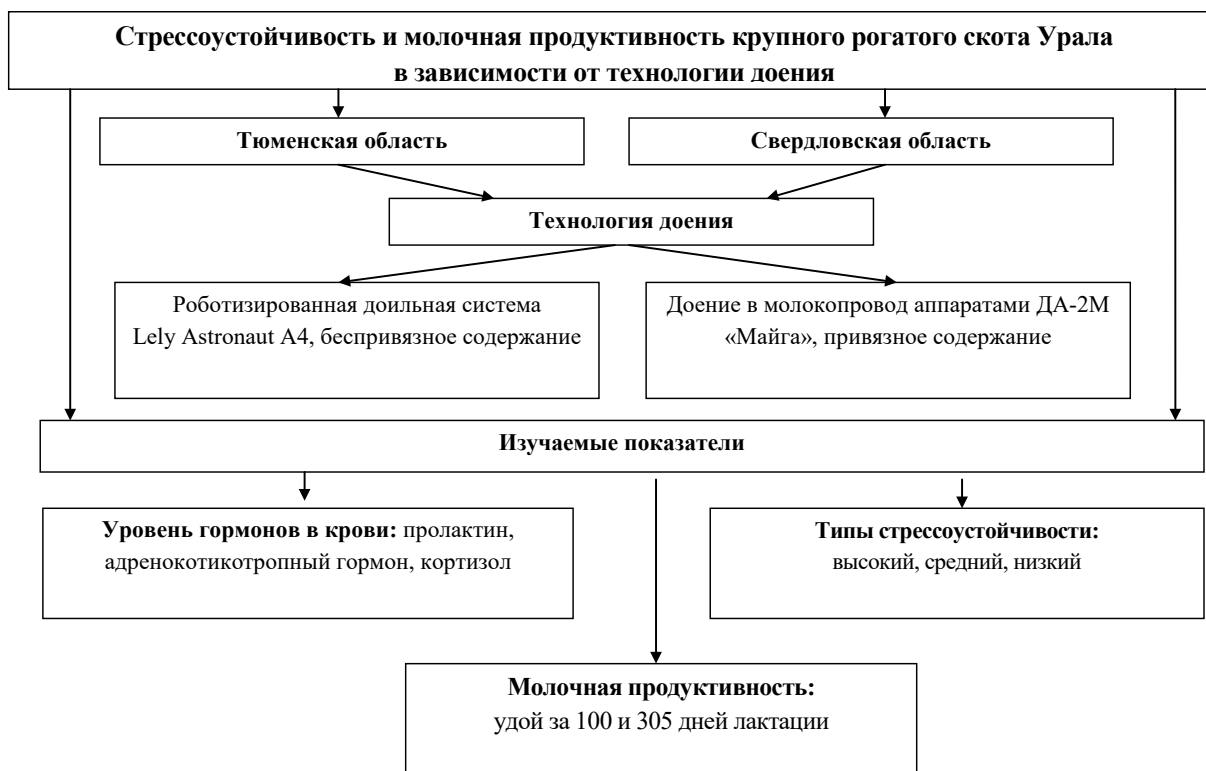 Стрессоустойчивость и молочная продуктивность крупного рогатого скота Урала
в зависимости от технологии доения
Тюменская область
Свердловская область
Технология доения
Роботизированная доильная система
Lely Astronaut A4, беспривязное содержание
Доение в молокопровод аппаратами ДА-2М
«Майга», привязное содержание
Изучаемые показатели
Уровень гормонов в крови: пролактин,
адренокотикотропный гормон, кортизол
Типы стрессоустойчивости:
высокий, средний, низкий
Молочная продуктивность:
удой за 100 и 305 дней лактации